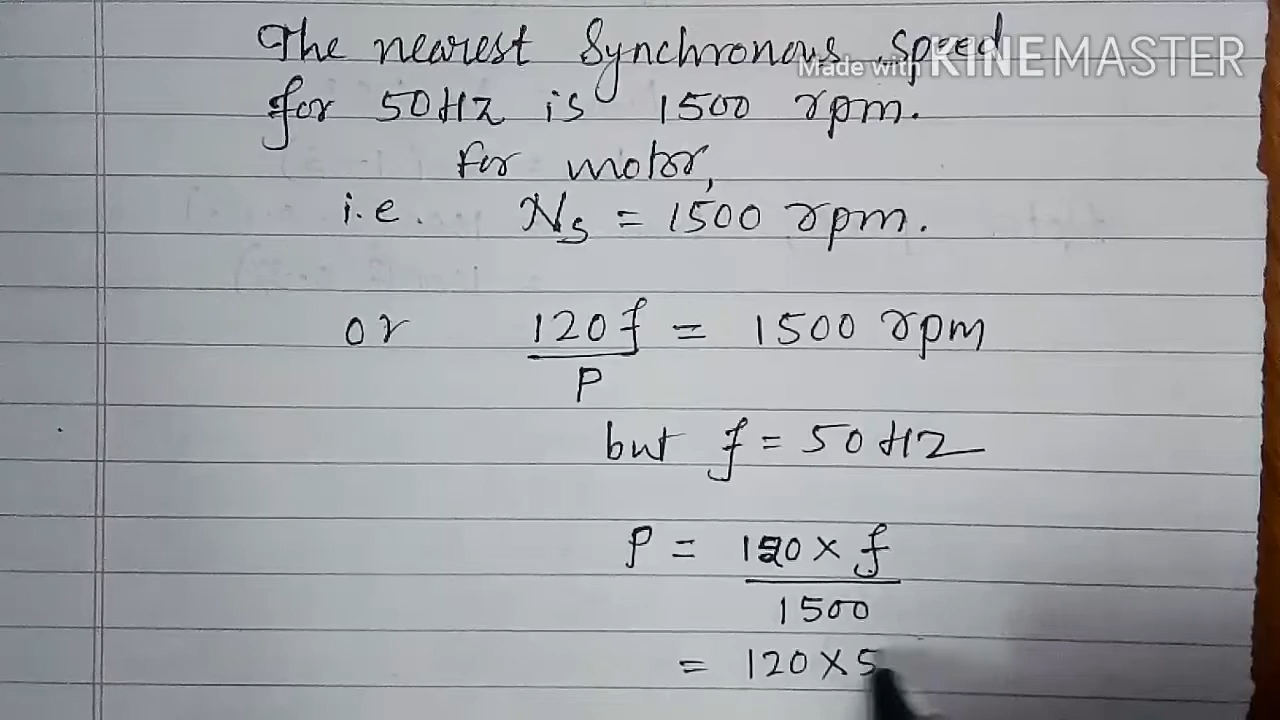 The nearest Synchronous speed
Made with KINEMASTER
for 50Hz is 1500 rpm.
for motor,
i.e. Ns = 1500 rpm.
or 120f = 1500 rpm
P
but f = 50Hz
P = 120 × f
1500
= 120 × 5